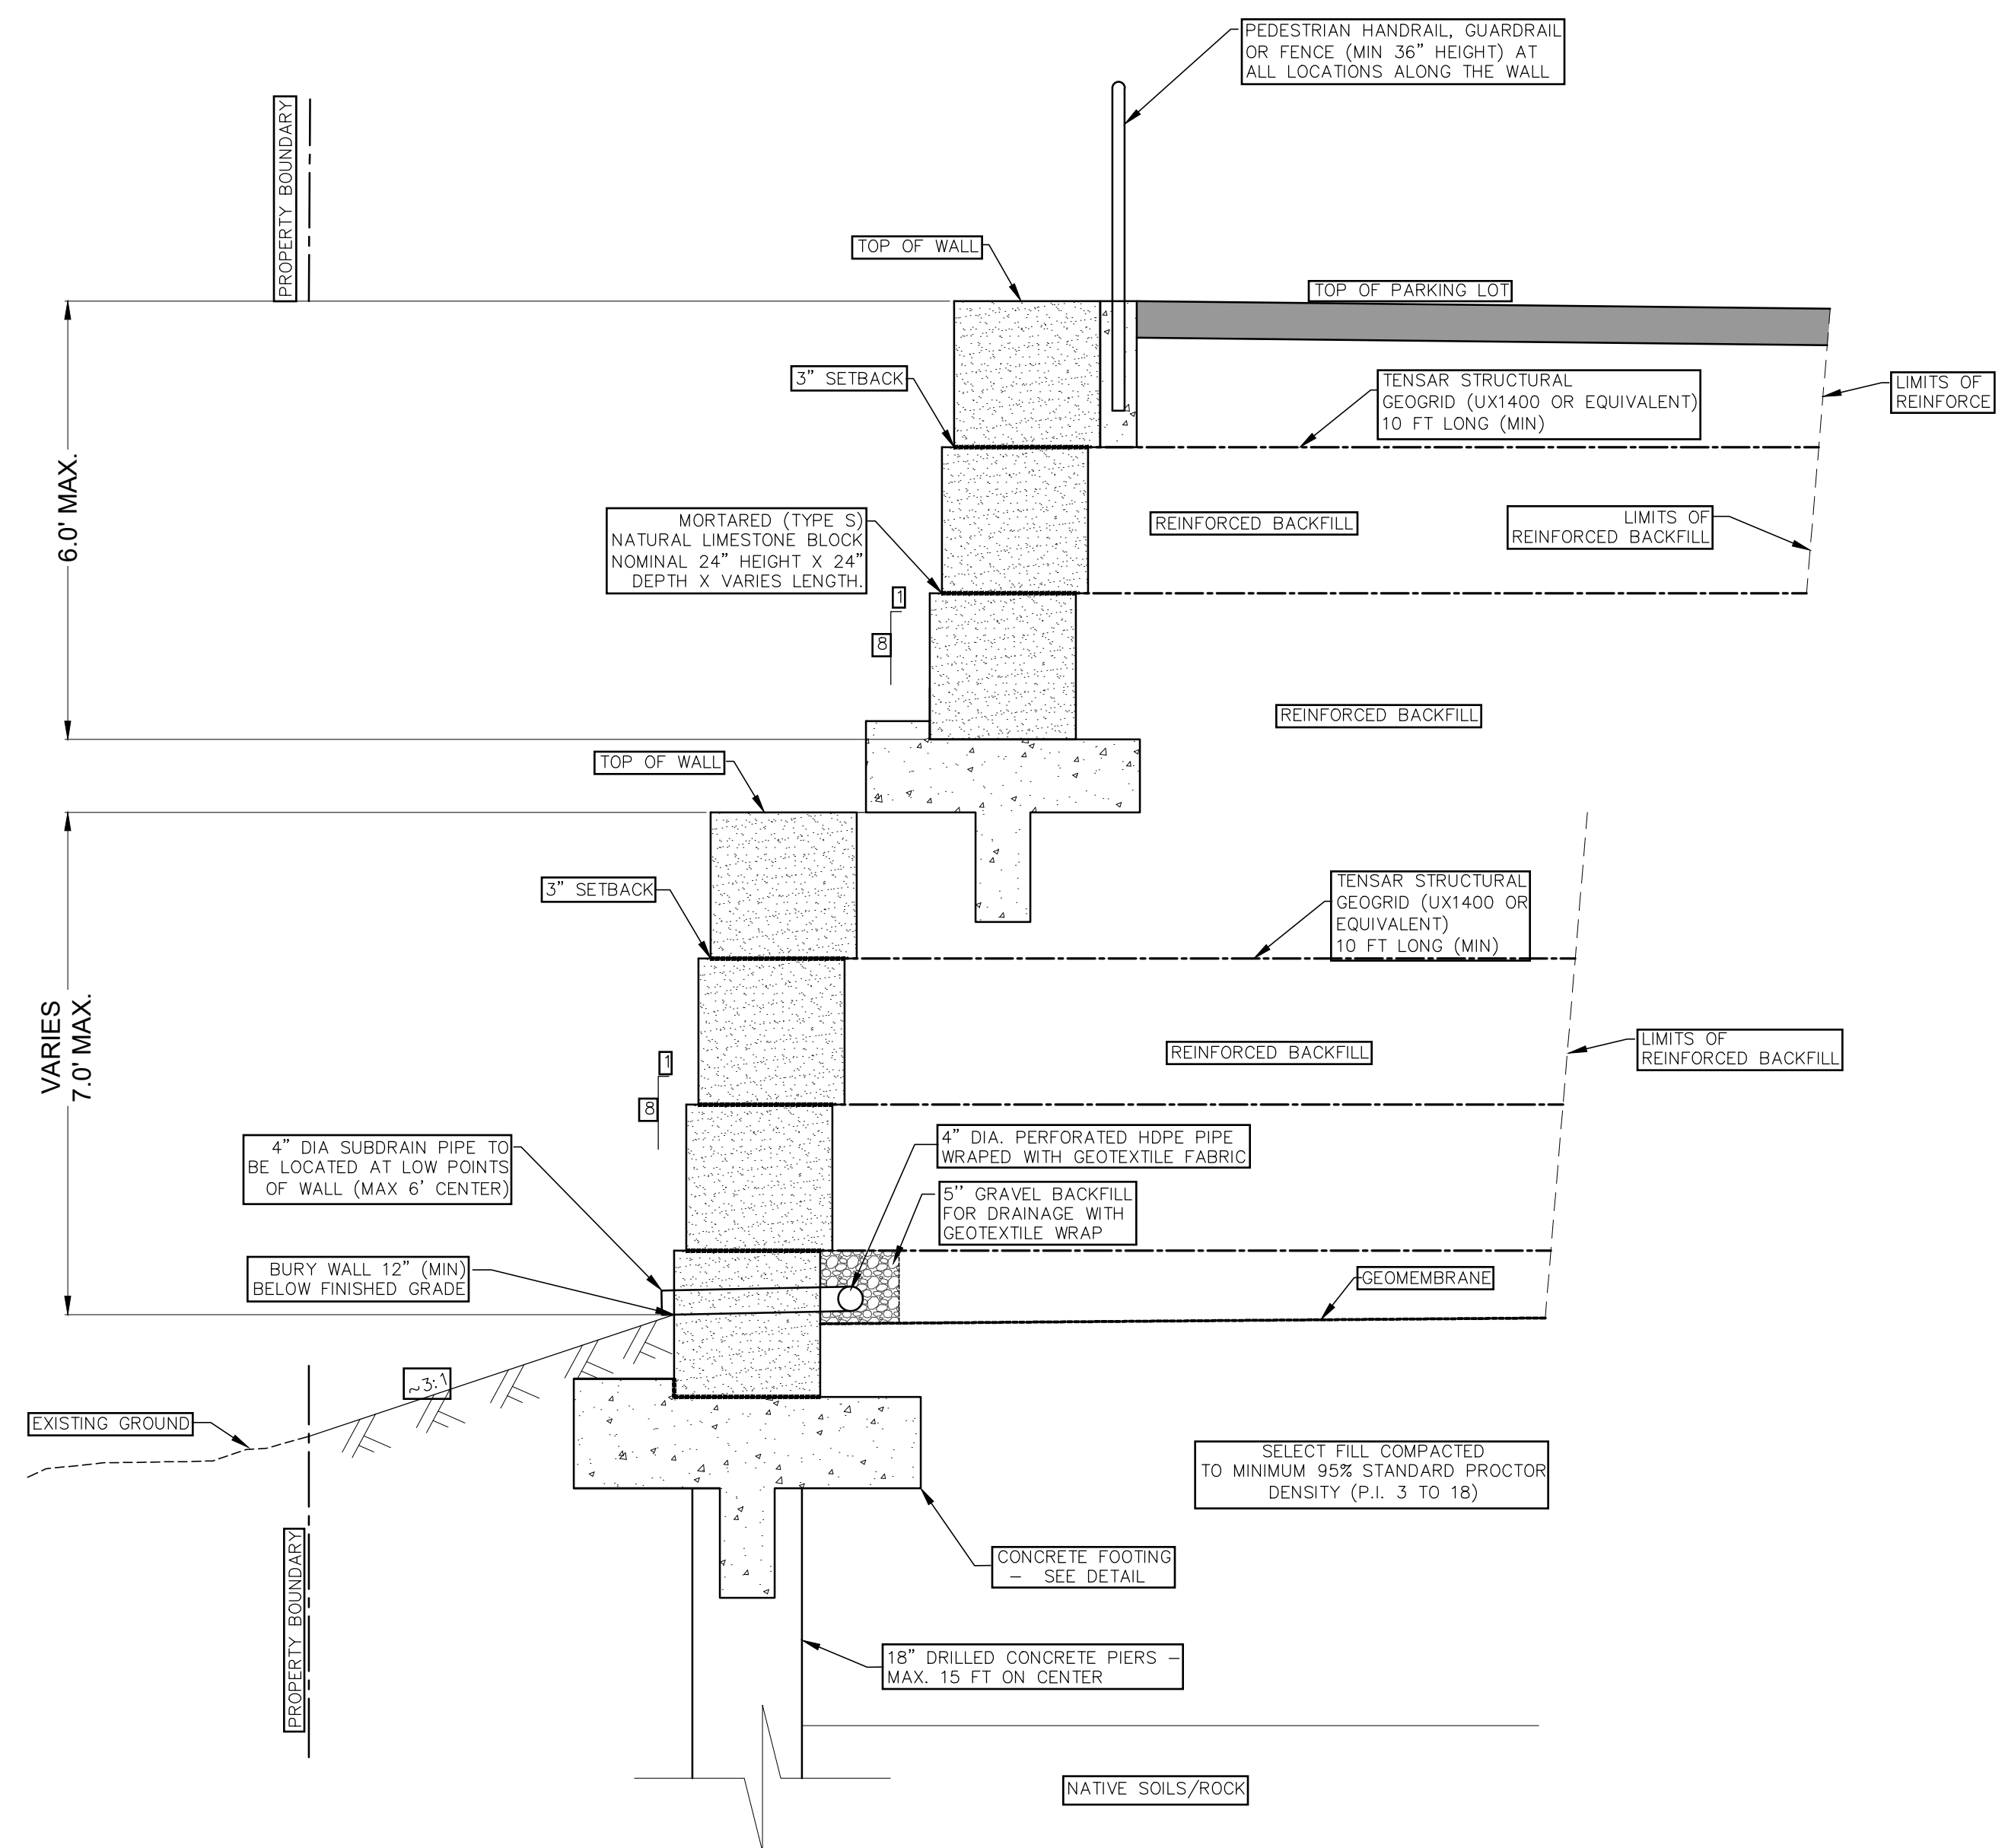 PEDESTRIAN HANDRAIL, GUARDRAIL
OR FENCE (MIN 36" HEIGHT) AT
ALL LOCATIONS ALONG THE WALL
PROPERTY BOUNDARY
TOP OF WALL
TOP OF PARKING LOT
3" SETBACK
TENSAR STRUCTURAL
GEOGRID (UX1400 OR EQUIVALENT)
10 FT LONG (MIN)
LIMITS OF
REINFORCE
6.0' MAX.
MORTARED (TYPE S)
NATURAL LIMESTONE BLOCK
NOMINAL 24" HEIGHT X 24"
DEPTH X VARIES LENGTH.
REINFORCED BACKFILL
LIMITS OF
REINFORCED BACKFILL
1
8
REINFORCED BACKFILL
TOP OF WALL
3" SETBACK
TENSAR STRUCTURAL
GEOGRID (UX1400 OR
EQUIVALENT)
10 FT LONG (MIN)
VARIES
7.0' MAX.
REINFORCED BACKFILL
LIMITS OF
REINFORCED BACKFILL
1
8
4" DIA SUBDRAIN PIPE TO
BE LOCATED AT LOW POINTS
OF WALL (MAX 6' CENTER)
4" DIA. PERFORATED HDPE PIPE
WRAPED WITH GEOTEXTILE FABRIC
5'' GRAVEL BACKFILL
FOR DRAINAGE WITH
GEOTEXTILE WRAP
BURY WALL 12" (MIN)
BELOW FINISHED GRADE
GEOMEMBRANE
~3:1
EXISTING GROUND
SELECT FILL COMPACTED
TO MINIMUM 95% STANDARD PROCTOR
DENSITY (P.I. 3 TO 18)
CONCRETE FOOTING
- SEE DETAIL
PROPERTY BOUNDARY
18" DRILLED CONCRETE PIERS -
MAX. 15 FT ON CENTER
NATIVE SOILS/ROCK